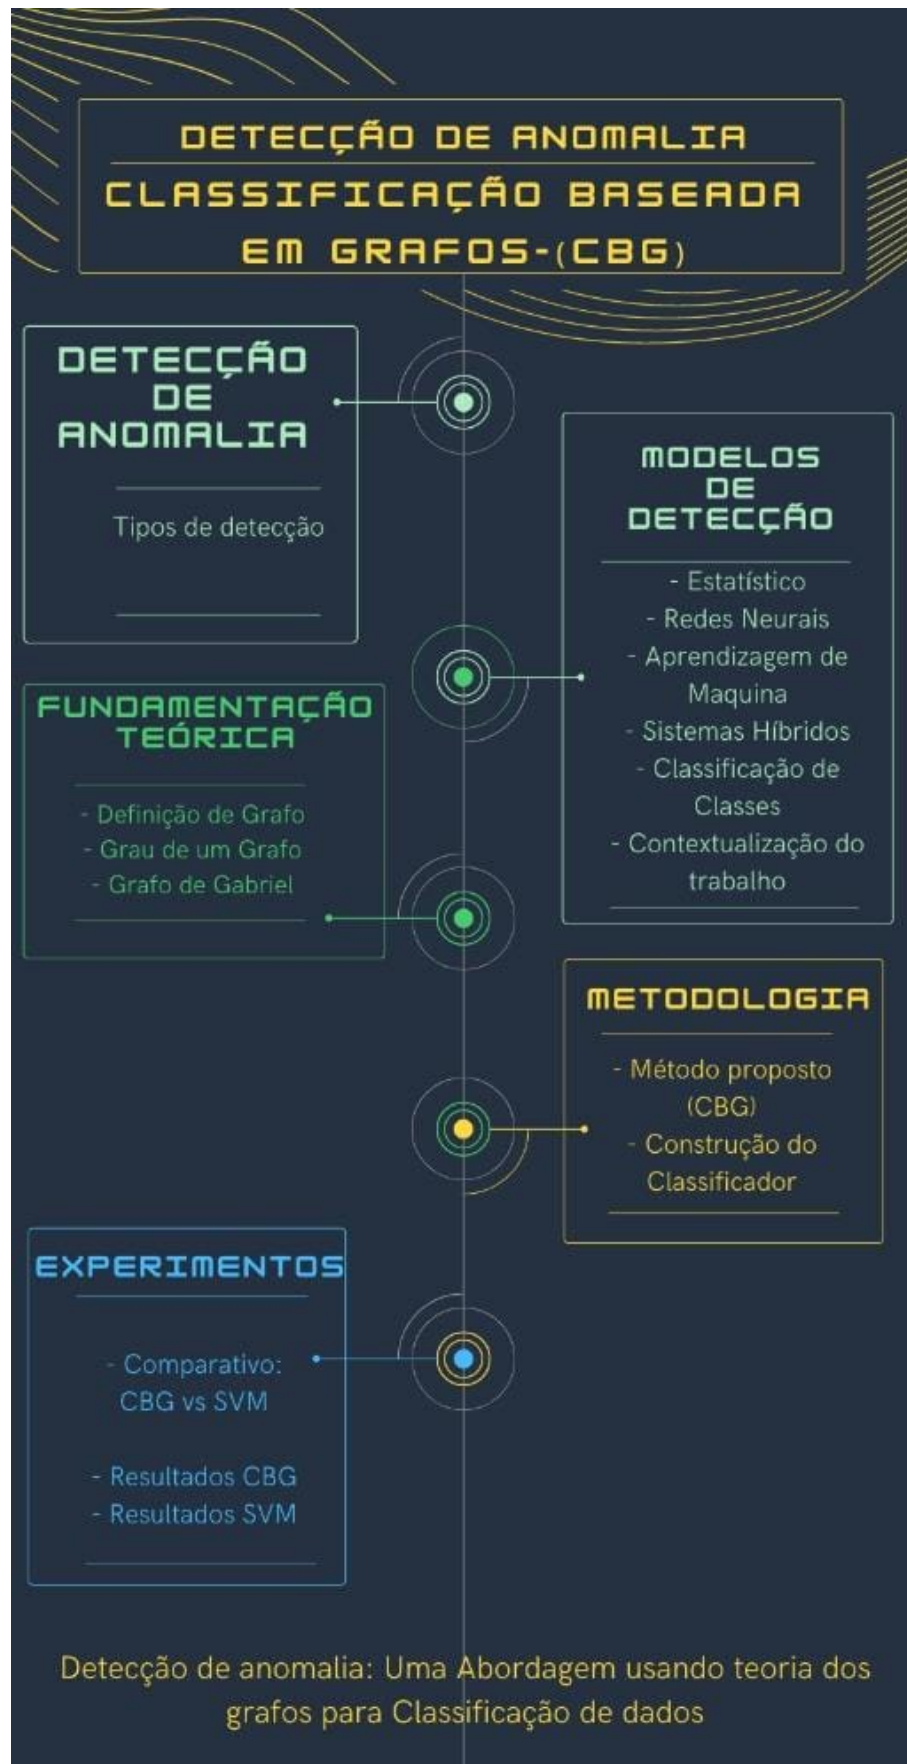 DETECÇÃO DE ANOMALIA
CLASSIFICAÇÃO BASEADA
EM GRAFOS-(CBG)
DETECÇÃO
DE
ANOMALIA
Tipos de detecção
MODELOS
DE
DETECÇÃO
- Estatístico
- Redes Neurais
- Aprendizagem de
Maquina
- Sistemas Híbridos
- Classificação de
Classes
- Contextualização do
trabalho
FUNDAMENTAÇÃO
TEÓRICA
- Definição de Grafo
- Grau de um Grafo
- Grafo de Gabriel
METODOLOGIA
- Método proposto
(CBG)
- Construção do
Classificador
EXPERIMENTOS
- Comparativo:
CBG vs SVM
- Resultados CBG
- Resultados SVM
Detecção de anomalia: Uma Abordagem usando teoria dos
grafos para Classificação de dados